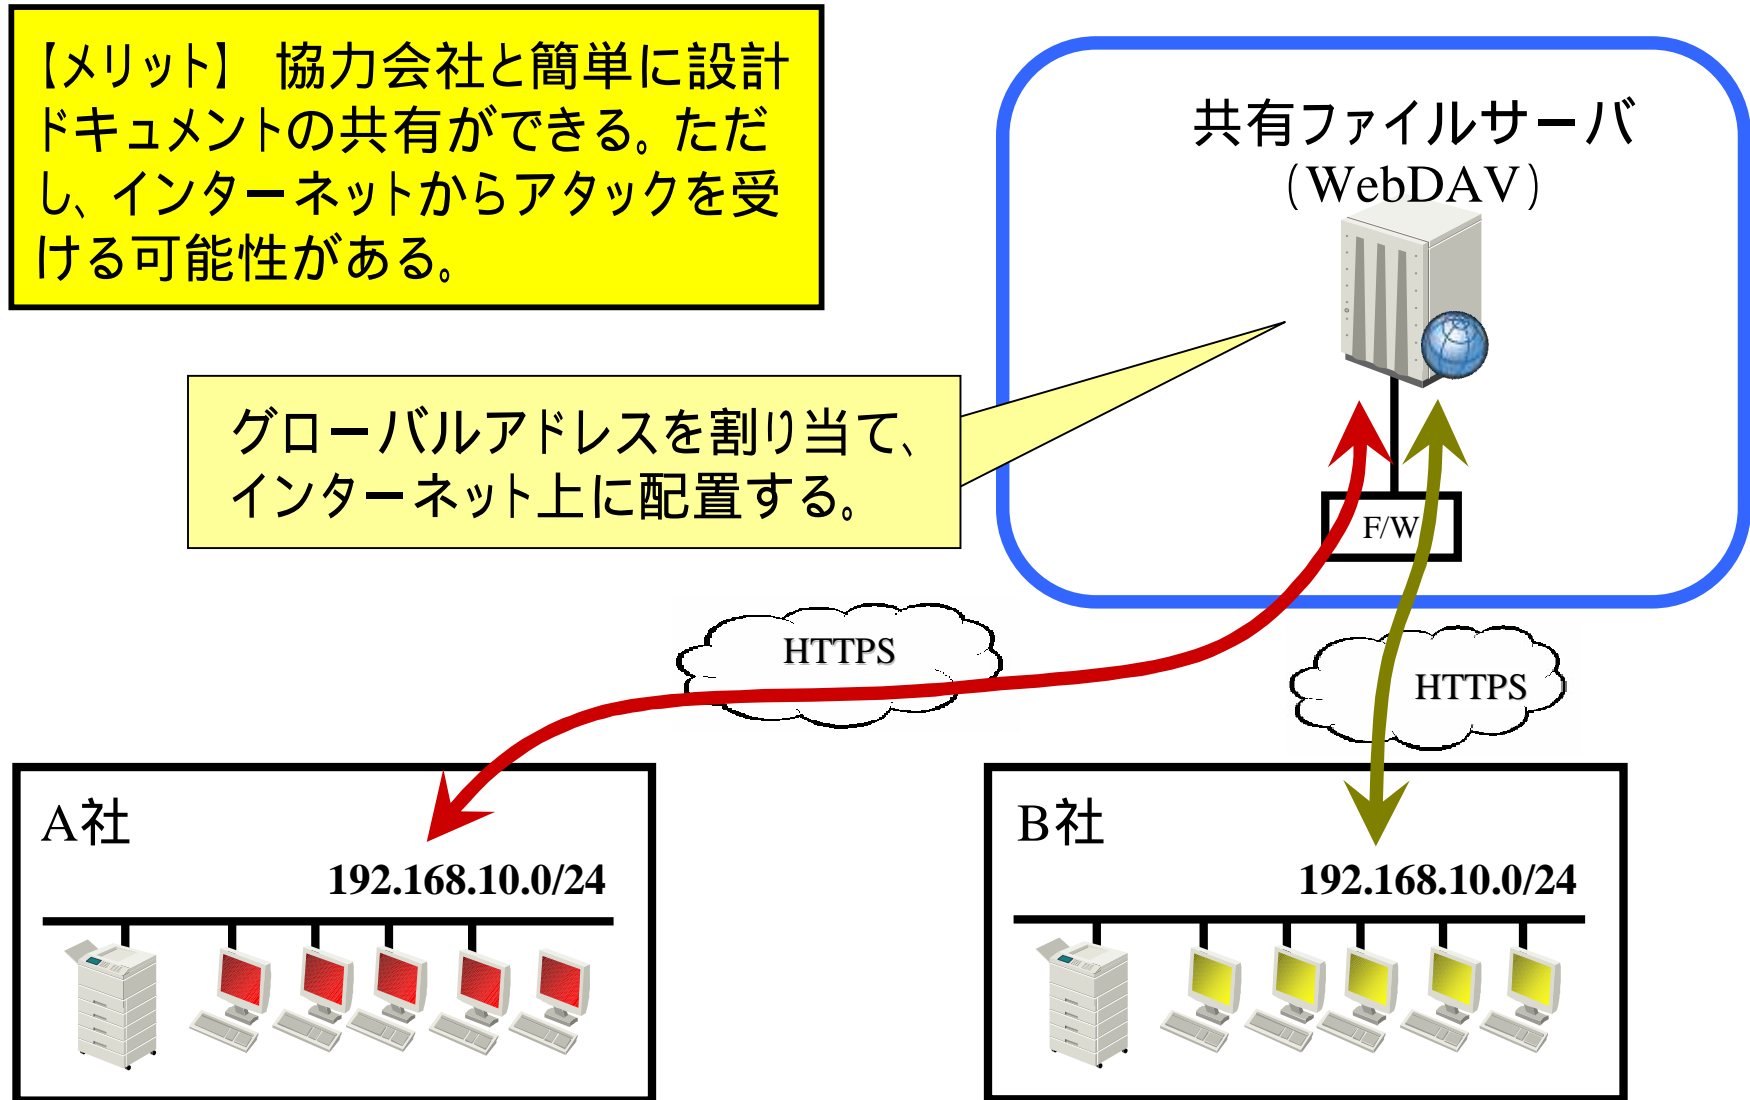 【メリット】 協力会社と簡単に設計
ドキュメントの共有ができる。ただ
し、インターネットからアタックを受
ける可能性がある。
共有ファイルサーバ
（WebDAV）
グローバルアドレスを割り当て、
インターネット上に配置する。
F/W
HTTPS
HTTPS
A社
192.168.10.0/24
B社
192.168.10.0/24